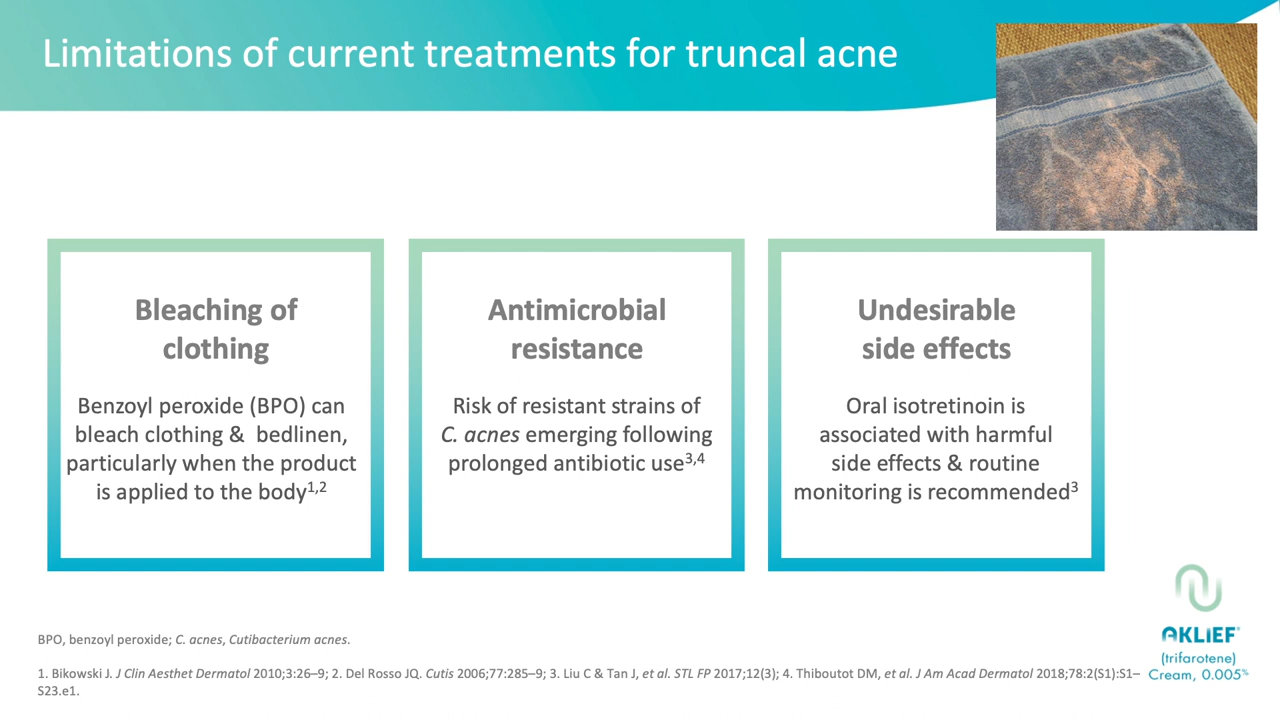 Limitations of current treatments for truncal acne
Bleaching of
clothing
Benzoyl peroxide (BPO) can
bleach clothing & bedlinen,
particularly when the product
is applied to the body1,2
Antimicrobial
resistance
Risk of resistant strains of
C. acnes emerging following
prolonged antibiotic use3,4
Undesirable
side effects
Oral isotretinoin is
associated with harmful
side effects & routine
monitoring is recommended3
BPO, benzoyl peroxide; C. acnes, Cutibacterium acnes.
1. Bikowski J. J Clin Aesthet Dermatol 2010;3:26–9; 2. Del Rosso JQ. Cutis 2006;77:285–9; 3. Liu C & Tan J, et al. STL FP 2017;12(3); 4. Thiboutot DM, et al. J Am Acad Dermatol 2018;78:2(S1):S1–
S23.e1.
AKLIEF®
(trifarotene)
Cream, 0.005%